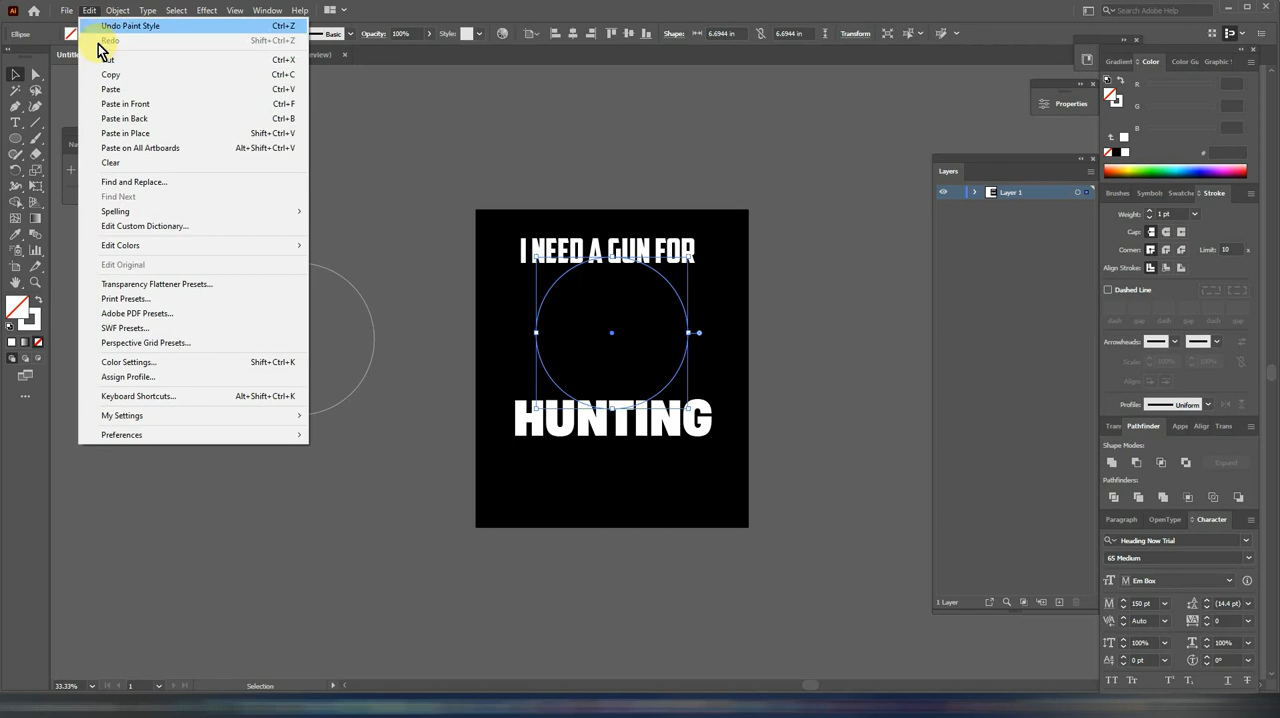 Ai File Edit Object Type Select Effect View Window Help Search Adobe Help
Ellipse Basic Opacity: 100% Style: Shape: 6.6944 in 6.6944 in Transform
Undo Paint Style Ctrl+Z
Redo Shift+Ctrl+Z
Ctrl+X
Copy Ctrl+C
Paste Ctrl+V
Paste in Front Ctrl+F
Paste in Back Ctrl+B
Paste in Place Shift+Ctrl+V
Paste on All Artboards Alt+Shift+Ctrl+V
Clear
Find and Replace...
Find Next
Spelling
Edit Custom Dictionary...
Edit Colors
Edit Original
Transparency Flattener Presets...
Print Presets...
Adobe PDF Presets...
SWF Presets...
Perspective Grid Presets...
Color Settings... Shift+Ctrl+K
Assign Profile...
Keyboard Shortcuts... Alt+Shift+Ctrl+K
My Settings
Preferences
I NEED A GUN FOR
HUNTING
Properties
Layers
Layer 1
1 Layer
Gradient Color Color Gu Graphic
R
G
B
#
Brushes Symbols Swatche Stroke
Weight: 1 pt
Cap:
Corner: Limit: 10 x
Align Stroke:
Dashed Line
dash gap dash gap dash gap
Arrowheads:
Scale: 100% 100%
Align:
Profile: Uniform
Tran Pathfinder Appe Align Trans
Shape Modes:
Expand
Pathfinders:
Paragraph OpenType Character
Heading Now Trial
65 Medium
Em Box
150 pt (14.4 pt)
Auto 0
100% 100%
0 pt 0°
TT Tr T T T T
33.33% 1 Selection